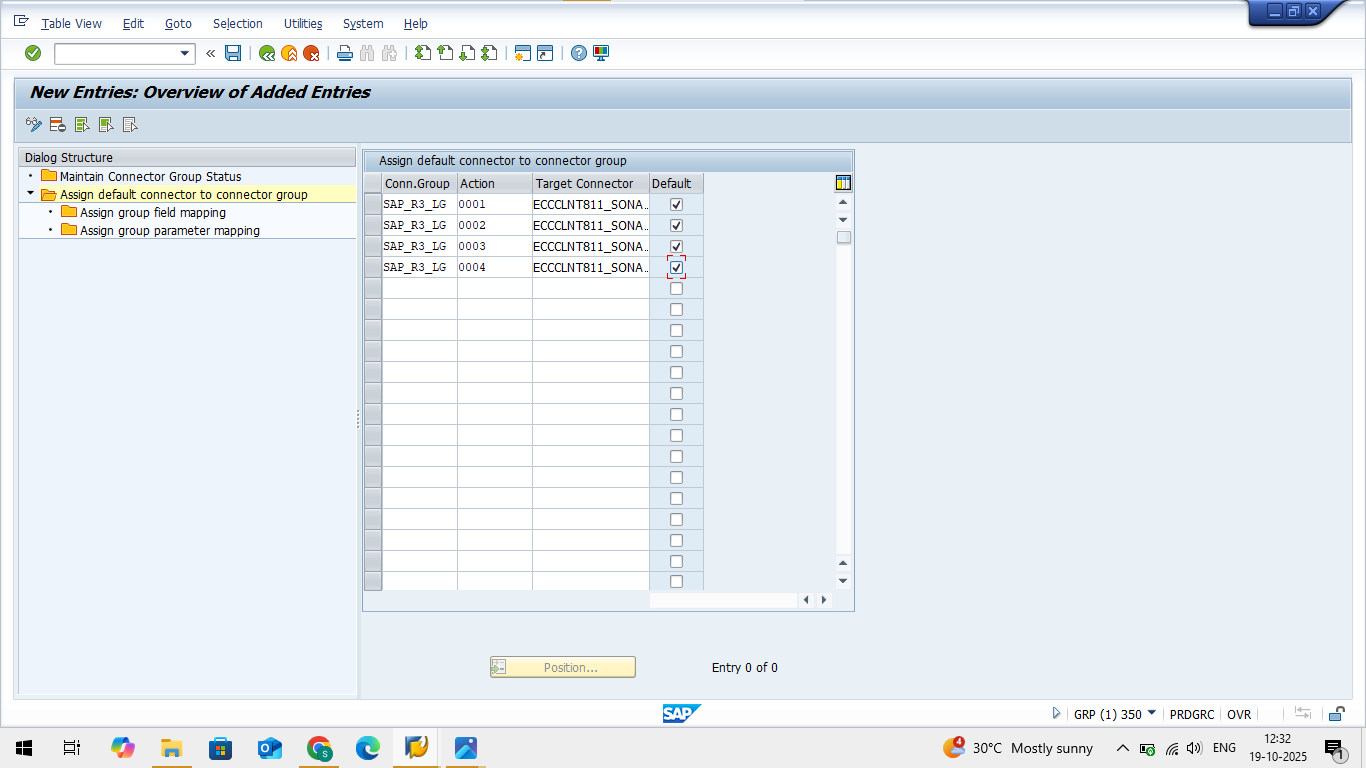 Table View Edit Goto Selection Utilities System Help
New Entries: Overview of Added Entries
Dialog Structure
Maintain Connector Group Status
Assign default connector to connector group
Assign group field mapping
Assign group parameter mapping
Assign default connector to connector group
Conn.Group Action Target Connector Default
SAP_R3_LG 0001 ECCCLNT811_SONA..
SAP_R3_LG 0002 ECCCLNT811_SONA..
SAP_R3_LG 0003 ECCCLNT811_SONA..
SAP_R3_LG 0004 ECCCLNT811_SONA..
Position... Entry 0 of 0
SAP GRP (1) 350 PRDGRC OVR
4 30°C Mostly sunny ENG 12:32
19-10-2025 1